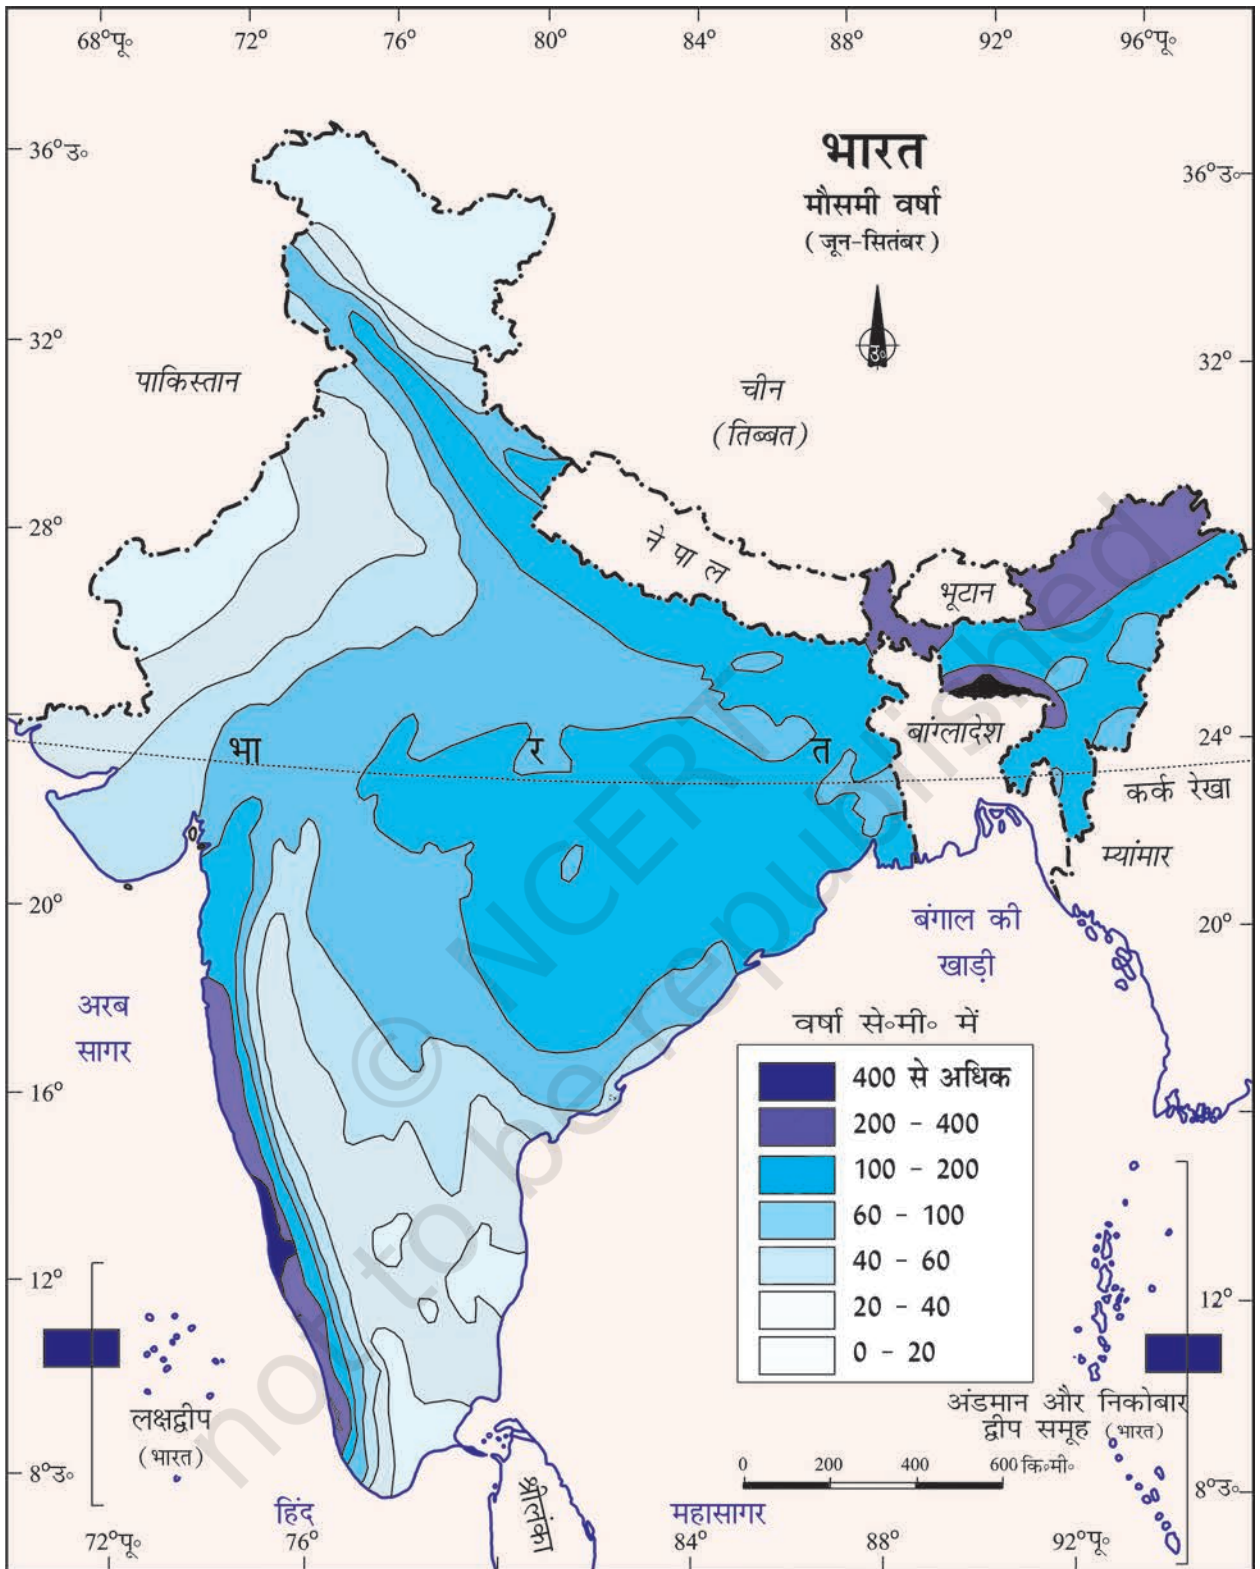 68°पू॰ 72° 76° 80° 84° 88° 92° 96°पू॰
36°उ॰
36°उ॰
भारत
मौसमी वर्षा
(जून-सितंबर)
उ॰
32°
32°
पाकिस्तान
चीन
(तिब्बत)
28°
नेपाल
भूटान
भा र त
बांग्लादेश
24°
कर्क रेखा
म्यांमार
20°
20°
बंगाल की
खाड़ी
अरब
सागर
वर्षा से॰मी॰ में
400 से अधिक
200 - 400
100 - 200
60 - 100
40 - 60
20 - 40
0 - 20
16°
12°
12°
लक्षद्वीप
(भारत)
अंडमान और निकोबार
द्वीप समूह (भारत)
0 200 400 600 कि॰मी॰
8°उ॰
8°उ॰
श्रीलंका
हिंद महासागर
72°पू॰ 76° 84° 88° 92°पू॰
© NCERT
not to be republished